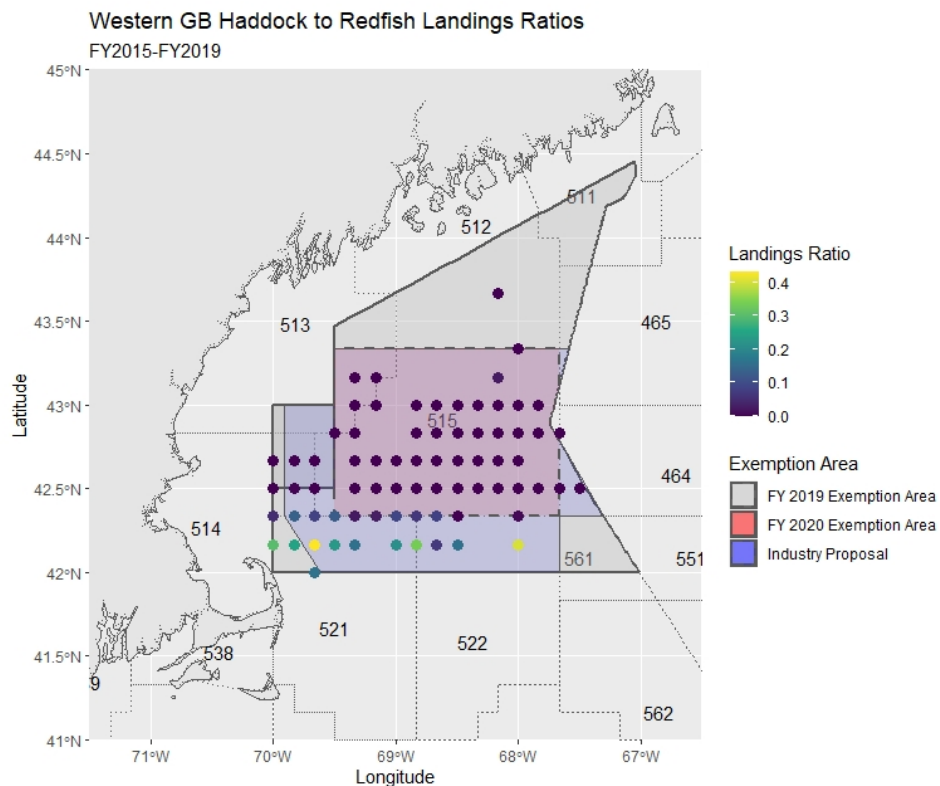 Western GB Haddock to Redfish Landings Ratios
FY2015-FY2019
45°N
44.5°N
44°N
43.5°N
43°N
42.5°N
42°N
41.5°N
41°N
Latitude
511
512
513
465
515
464
514
561
551
521
522
538
9
562
71°W
70°W
69°W
68°W
67°W
Longitude
Landings Ratio
0.4
0.3
0.2
0.1
0.0
Exemption Area
FY 2019 Exemption Area
FY 2020 Exemption Area
Industry Proposal